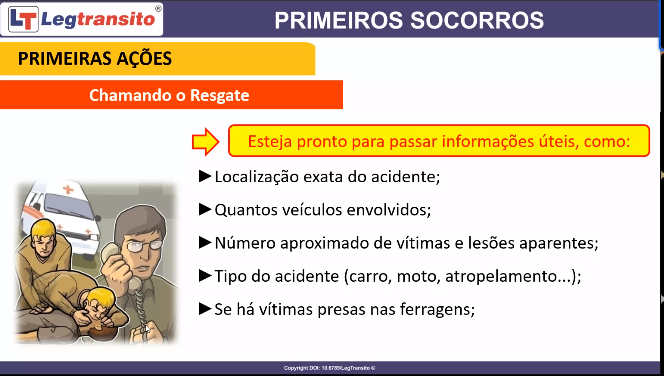 LT Legtransito®
PRIMEIROS SOCORROS
PRIMEIRAS AÇÕES
Chamando o Resgate
Esteja pronto para passar informações úteis, como:
►Localização exata do acidente;
►Quantos veículos envolvidos;
►Número aproximado de vítimas e lesões aparentes;
►Tipo do acidente (carro, moto, atropelamento...);
►Se há vítimas presas nas ferragens;
Copyright DOI: 10.6789/LegTransito ©